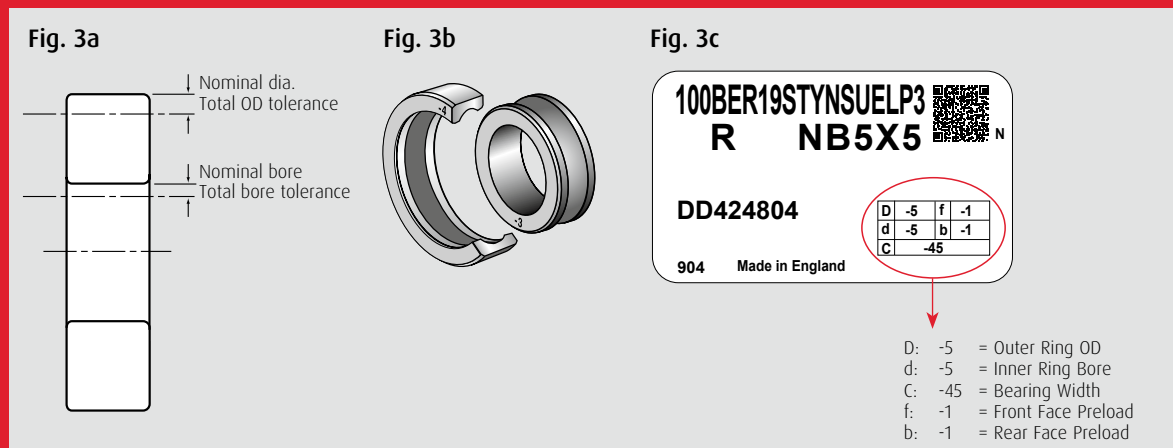 Fig. 3a
Nominal dia.
Total OD tolerance
Nominal bore
Total bore tolerance
Fig. 3b
-4
-3
Fig. 3c
100BER19STYNSUELP3
R NB5X5
N
DD424804
D -5 f -1
d -5 b -1
C -45
904 Made in England
D: -5 = Outer Ring OD
d: -5 = Inner Ring Bore
C: -45 = Bearing Width
f: -1 = Front Face Preload
b: -1 = Rear Face Preload